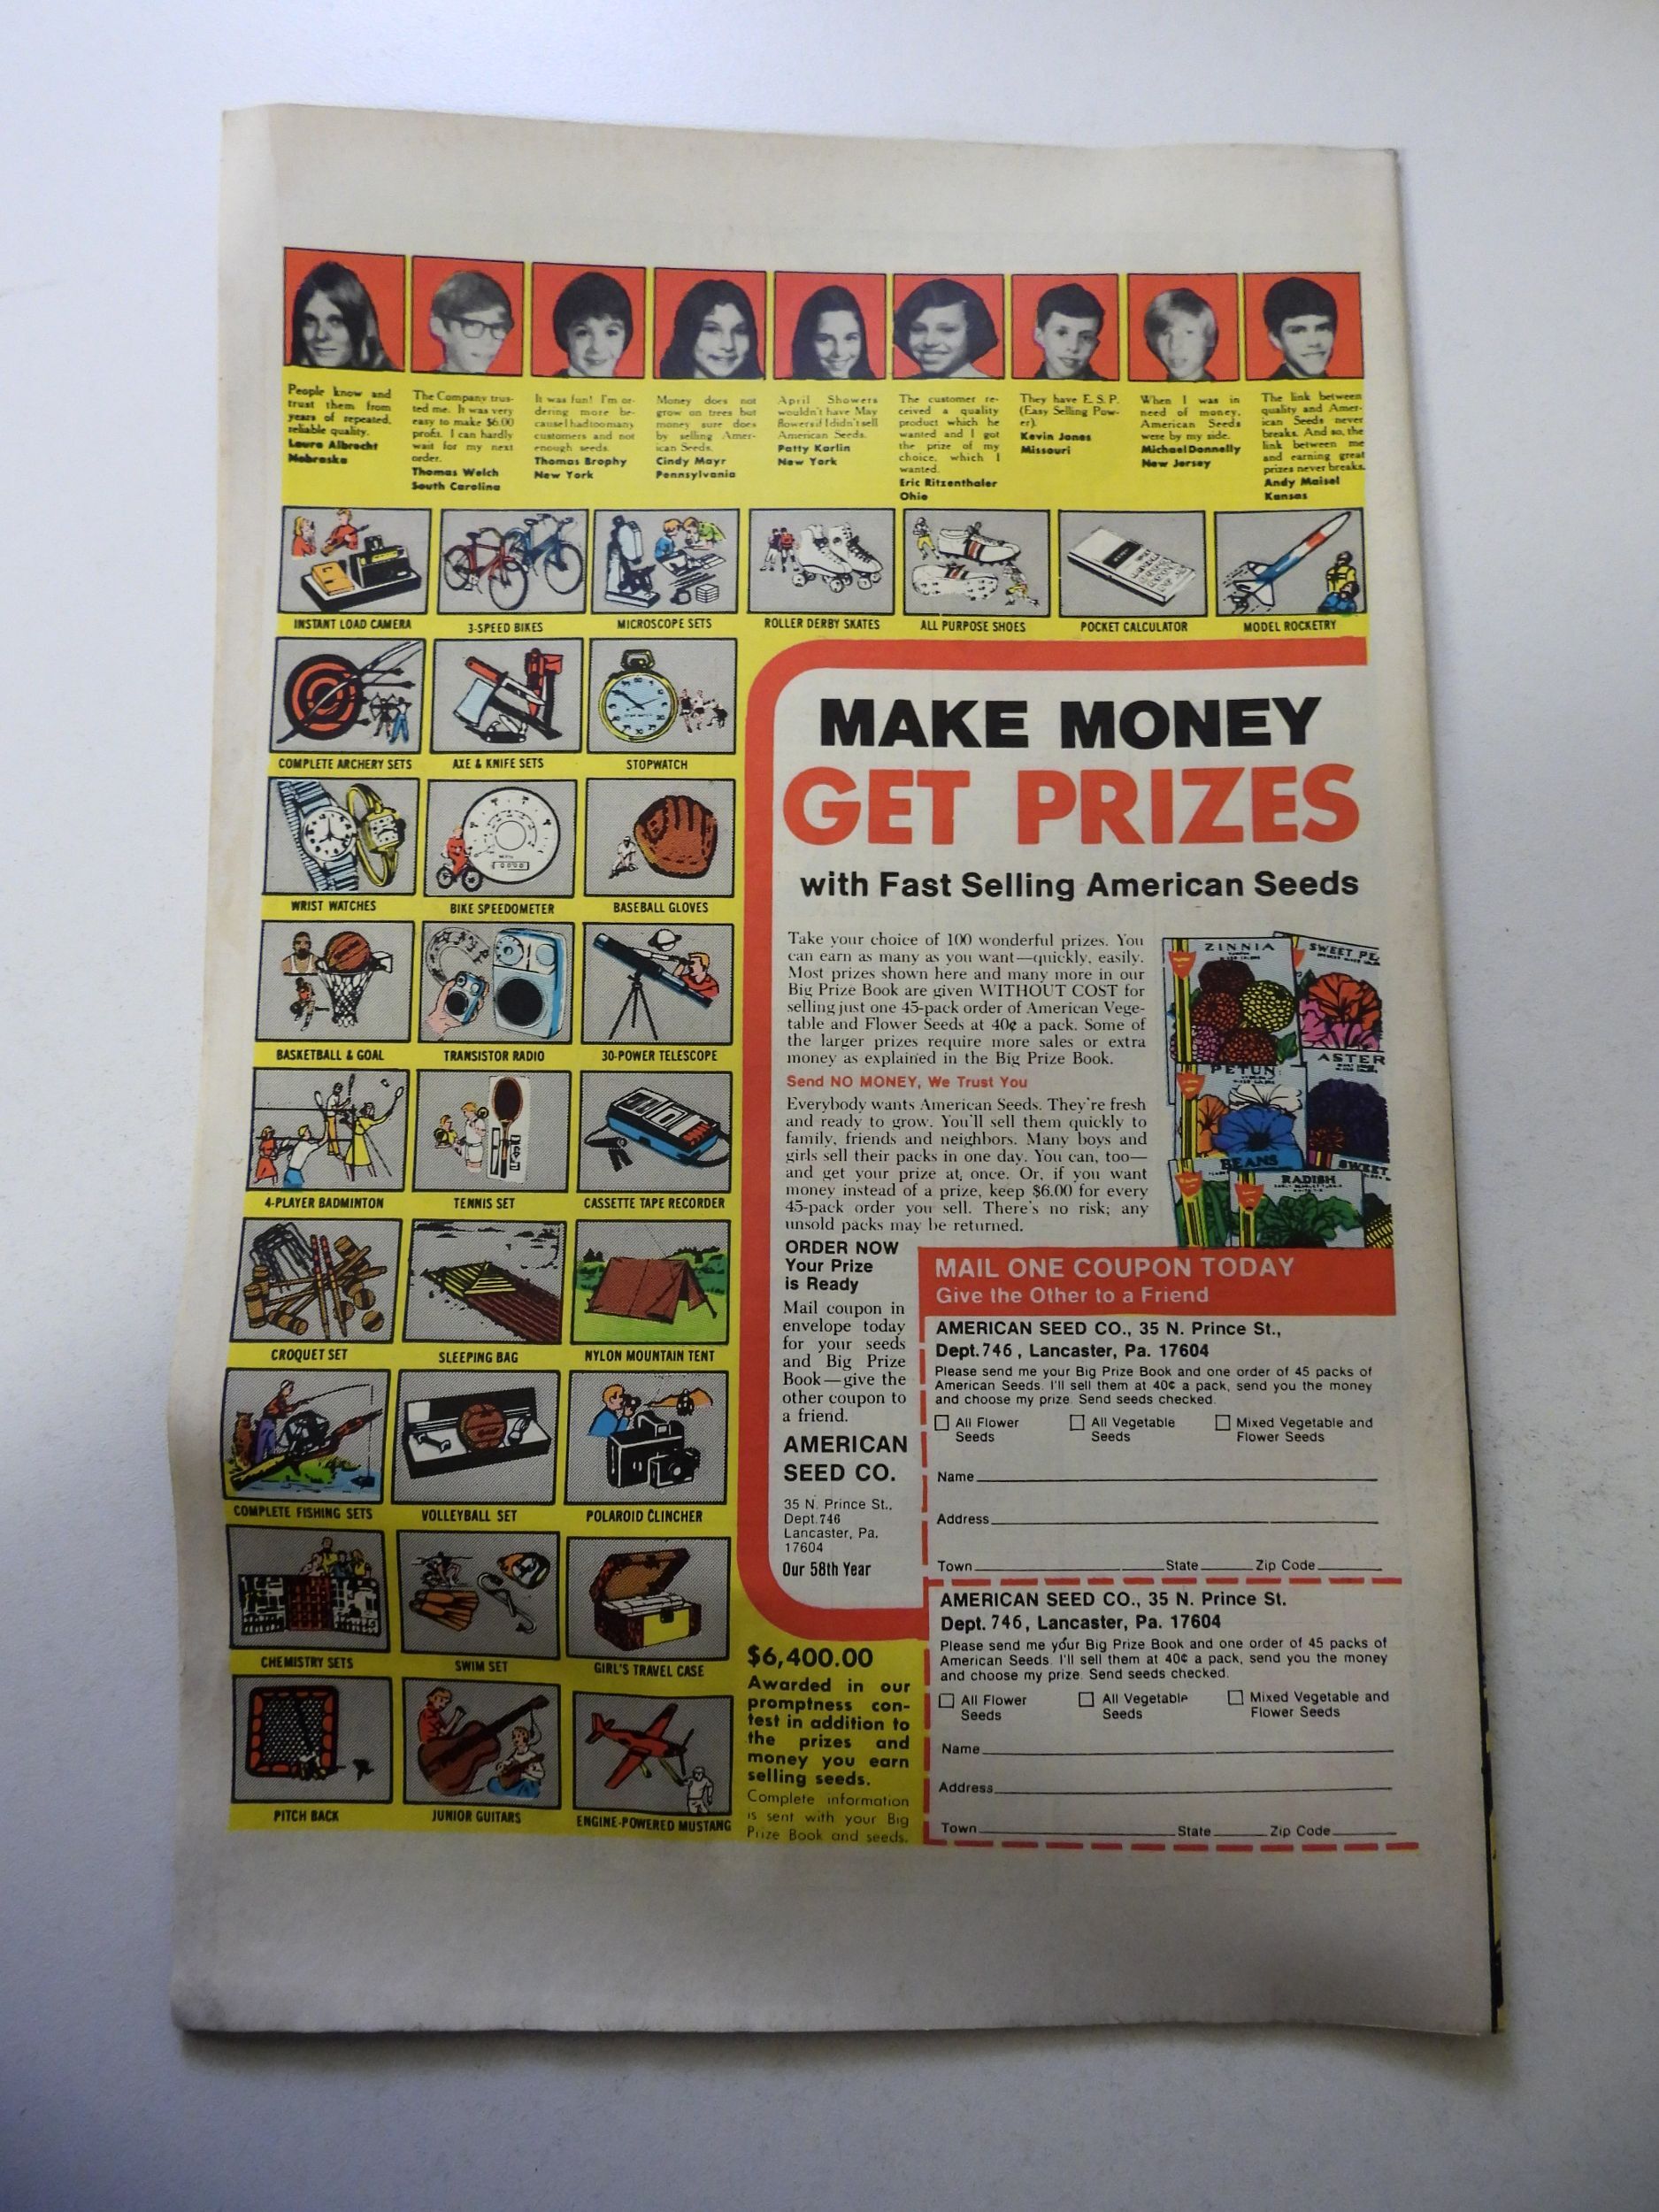 People know and
trust them from
years of repeated,
reliable quality.
Laura Albrecht
Nebraska
The Company trus-
ted me. It was very
easy to make $6.00
profit. I can hardly
wait for my next
order.
Thomas Welch
South Carolina
It was fun! I'm or-
dering more be-
cause I had too many
customers and not
enough seeds.
Thomas Brophy
New York
Money does not
grow on trees but
money sure does
by selling Amer-
ican Seeds.
Cindy Mayr
Pennsylvania
April Showers
wouldn't have May
flowers if I didn't sell
American Seeds.
Patty Karlin
New York
The customer re-
ceived a quality
product which he
wanted and I got
the prize of my
choice, which I
wanted.
Eric Ritzenthaler
Ohio
They have E. S. P.
(Easy Selling Pow-
er).
Kevin Jones
Missouri
When I was in
need of money,
American Seeds
were by my side.
Michael Donnelly
New Jersey
The link between
quality and Amer-
ican Seeds never
breaks. And so, the
link between me
and earning great
prizes never breaks.
Andy Maisel
Kansas
INSTANT LOAD CAMERA
3-SPEED BIKES
MICROSCOPE SETS
ROLLER DERBY SKATES
ALL PURPOSE SHOES
POCKET CALCULATOR
MODEL ROCKETRY
COMPLETE ARCHERY SETS
AXE & KNIFE SETS
STOPWATCH
WRIST WATCHES
BIKE SPEEDOMETER
BASEBALL GLOVES
BASKETBALL & GOAL
TRANSISTOR RADIO
30-POWER TELESCOPE
4-PLAYER BADMINTON
TENNIS SET
CASSETTE TAPE RECORDER
CROQUET SET
SLEEPING BAG
NYLON MOUNTAIN TENT
COMPLETE FISHING SETS
VOLLEYBALL SET
POLAROID CLINCHER
CHEMISTRY SETS
SWIM SET
GIRL'S TRAVEL CASE
PITCH BACK
JUNIOR GUITARS
ENGINE-POWERED MUSTANG
MAKE MONEY
GET PRIZES
with Fast Selling American Seeds
Take your choice of 100 wonderful prizes. You
can earn as many as you want—quickly, easily.
Most prizes shown here and many more in our
Big Prize Book are given WITHOUT COST for
selling just one 45-pack order of American Vege-
table and Flower Seeds at 40¢ a pack. Some of
the larger prizes require more sales or extra
money as explained in the Big Prize Book.
Send NO MONEY, We Trust You
Everybody wants American Seeds. They're fresh
and ready to grow. You'll sell them quickly to
family, friends and neighbors. Many boys and
girls sell their packs in one day. You can, too—
and get your prize at once. Or, if you want
money instead of a prize, keep $6.00 for every
45-pack order you sell. There's no risk; any
unsold packs may be returned.
ZINNIA
SWEET PE
ASTER
PETUN
BEANS
RADISH
SWEET
ORDER NOW
Your Prize
is Ready
Mail coupon in
envelope today
for your seeds
and Big Prize
Book—give the
other coupon to
a friend.
AMERICAN
SEED CO.
35 N. Prince St.,
Dept. 746
Lancaster, Pa.
17604
Our 58th Year
MAIL ONE COUPON TODAY
Give the Other to a Friend
AMERICAN SEED CO., 35 N. Prince St.,
Dept. 746, Lancaster, Pa. 17604
Please send me your Big Prize Book and one order of 45 packs of
American Seeds. I'll sell them at 40¢ a pack, send you the money
and choose my prize. Send seeds checked.
All Flower
Seeds
All Vegetable
Seeds
Mixed Vegetable and
Flower Seeds
Name
Address
Town State Zip Code
AMERICAN SEED CO., 35 N. Prince St.
Dept. 746, Lancaster, Pa. 17604
Please send me your Big Prize Book and one order of 45 packs of
American Seeds. I'll sell them at 40¢ a pack, send you the money
and choose my prize. Send seeds checked.
All Flower
Seeds
All Vegetable
Seeds
Mixed Vegetable and
Flower Seeds
Name
Address
Town State Zip Code
$6,400.00
Awarded in our
promptness con-
test in addition to
the prizes and
money you earn
selling seeds.
Complete information
is sent with your Big
Prize Book and seeds.